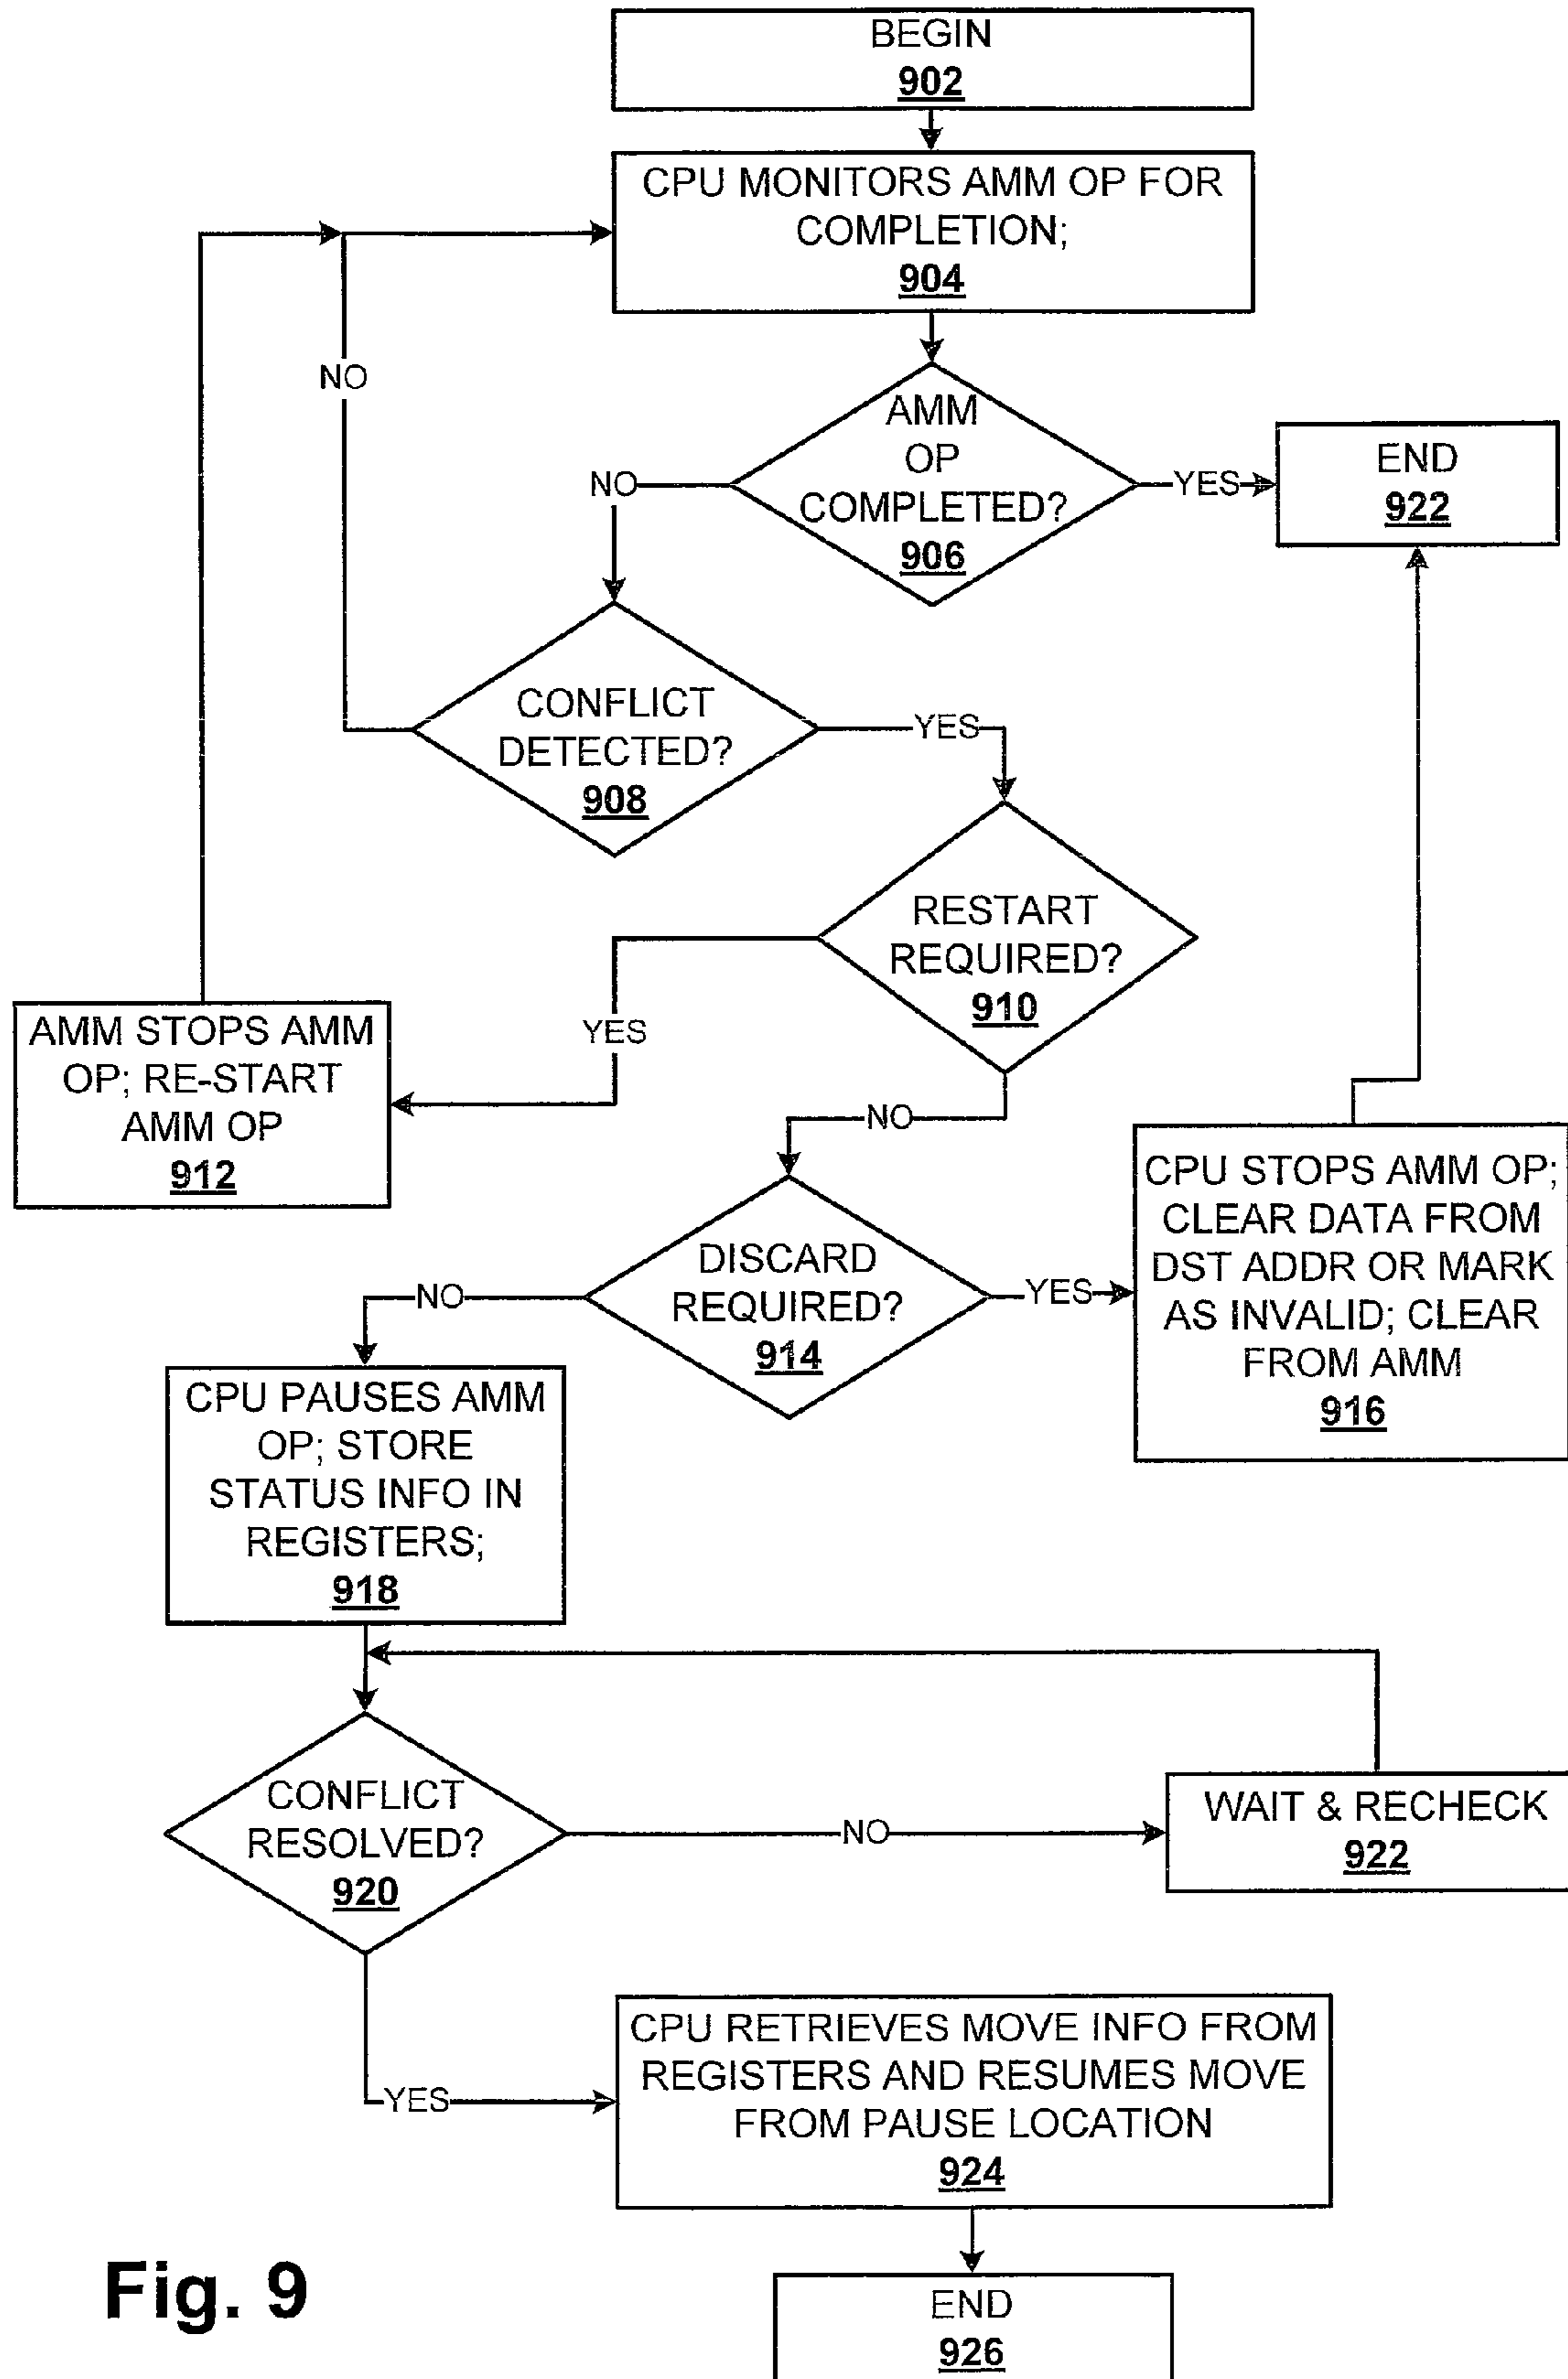 BEGIN
902
CPU MONITORS AMM OP FOR
COMPLETION;
904
NO
AMM
OP
COMPLETED?
906
NO
YES
END
922
CONFLICT
DETECTED?
908
YES
RESTART
REQUIRED?
910
YES
AMM STOPS AMM
OP; RE-START
AMM OP
912
NO
DISCARD
REQUIRED?
914
NO
YES
CPU STOPS AMM OP;
CLEAR DATA FROM
DST ADDR OR MARK
AS INVALID; CLEAR
FROM AMM
916
CPU PAUSES AMM
OP; STORE
STATUS INFO IN
REGISTERS;
918
CONFLICT
RESOLVED?
920
NO
WAIT & RECHECK
922
YES
CPU RETRIEVES MOVE INFO FROM
REGISTERS AND RESUMES MOVE
FROM PAUSE LOCATION
924
END
926
Fig. 9